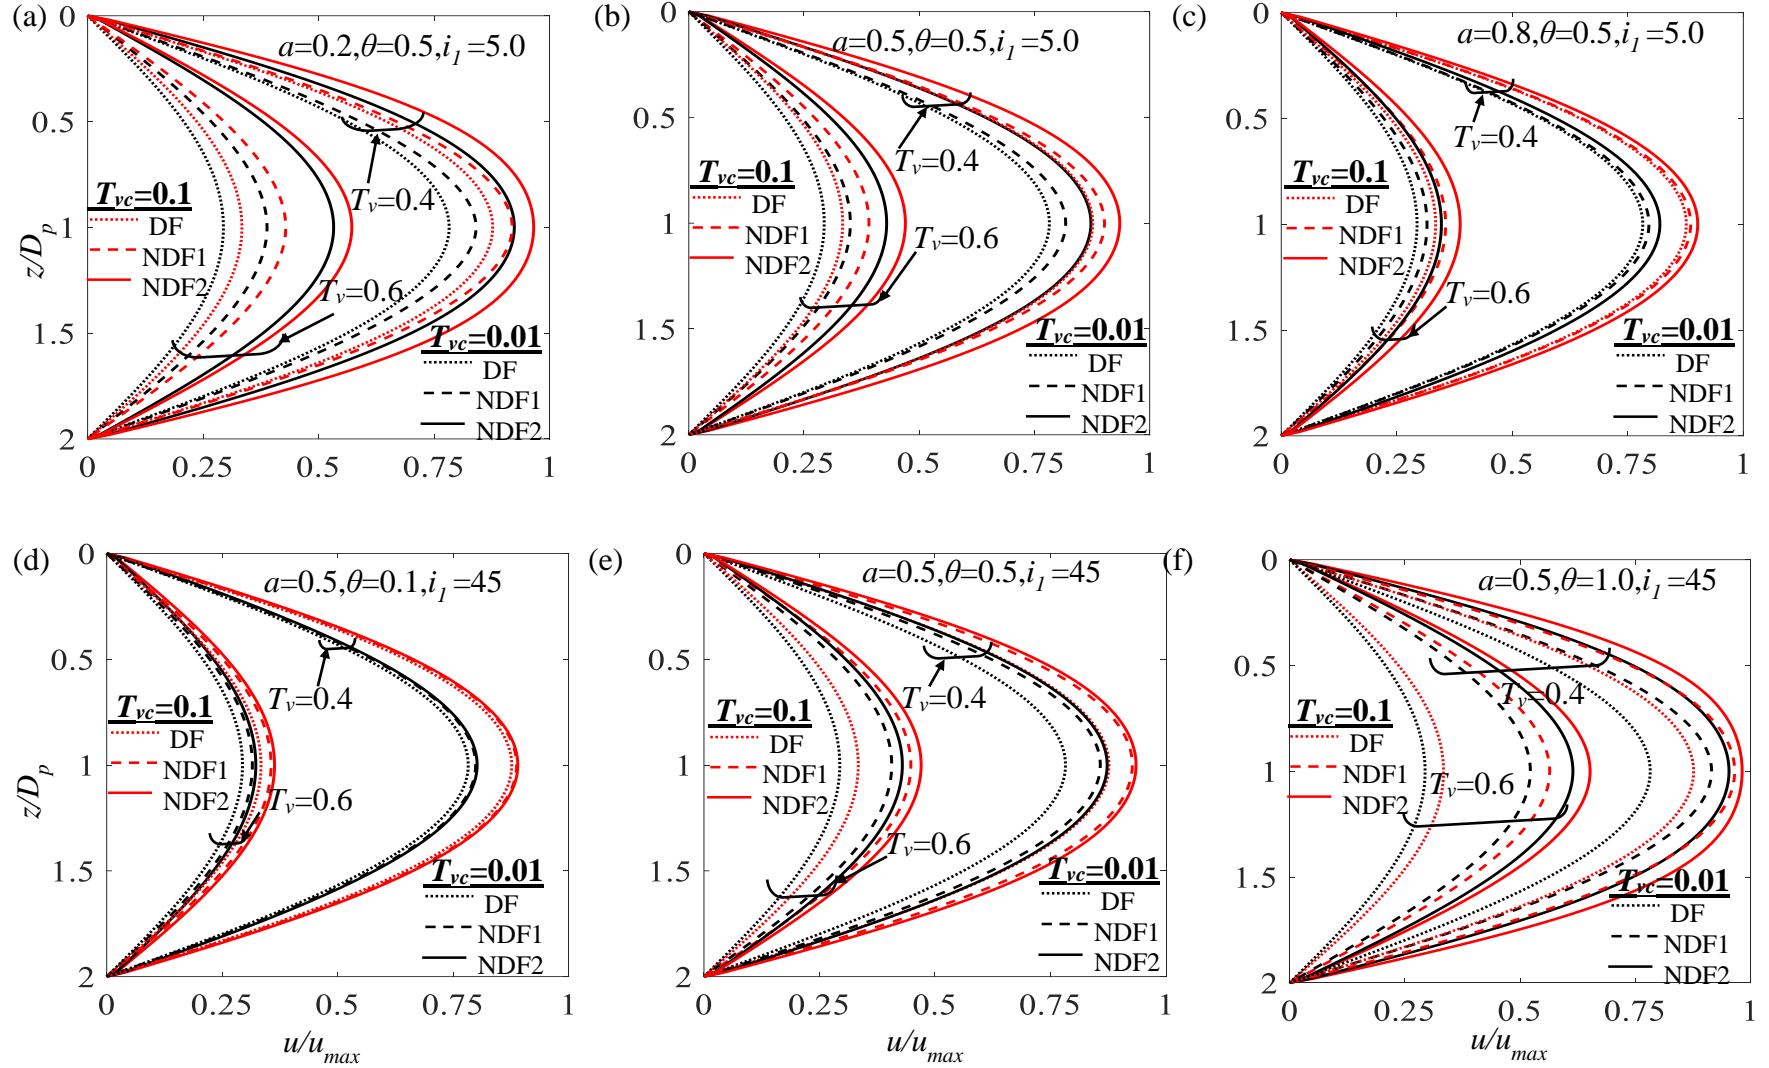 (a)
a=0.2,θ=0.5,i1=5.0
0
0.5
1
1.5
2
z/Dp
Tvc=0.1
DF
NDF1
NDF2
Tv=0.4
Tv=0.6
Tvc=0.01
DF
NDF1
NDF2
0 0.25 0.5 0.75 1
(b)
a=0.5,θ=0.5,i1=5.0
0
0.5
1
1.5
2
Tvc=0.1
DF
NDF1
NDF2
Tv=0.4
Tv=0.6
Tvc=0.01
DF
NDF1
NDF2
0 0.25 0.5 0.75 1
(c)
a=0.8,θ=0.5,i1=5.0
0
0.5
1
1.5
2
Tvc=0.1
DF
NDF1
NDF2
Tv=0.4
Tv=0.6
Tvc=0.01
DF
NDF1
NDF2
0 0.25 0.5 0.75 1
(d)
a=0.5,θ=0.1,i1=45
0
0.5
1
1.5
2
z/Dp
Tvc=0.1
DF
NDF1
NDF2
Tv=0.4
Tv=0.6
Tvc=0.01
DF
NDF1
NDF2
0 0.25 0.5 0.75 1
u/umax
(e)
a=0.5,θ=0.5,i1=45
0
0.5
1
1.5
2
Tvc=0.1
DF
NDF1
NDF2
Tv=0.4
Tv=0.6
Tvc=0.01
DF
NDF1
NDF2
0 0.25 0.5 0.75 1
u/umax
(f)
a=0.5,θ=1.0,i1=45
0
0.5
1
1.5
2
Tvc=0.1
DF
NDF1
NDF2
Tv=0.4
Tv=0.6
Tvc=0.01
DF
NDF1
NDF2
0 0.25 0.5 0.75 1
u/umax